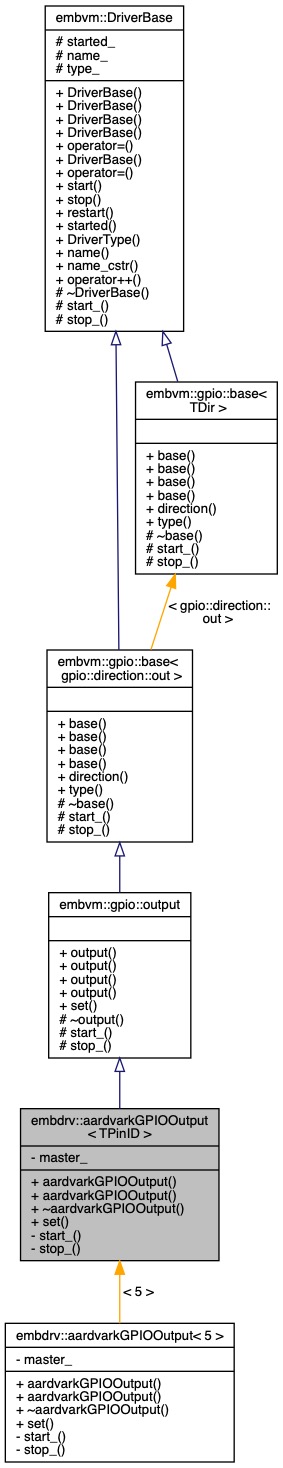 embvm::DriverBase
# started_
# name_
# type_
+ DriverBase()
+ DriverBase()
+ DriverBase()
+ DriverBase()
+ operator=()
+ DriverBase()
+ operator=()
+ start()
+ stop()
+ restart()
+ started()
+ DriverType()
+ name()
+ name_cstr()
+ operator++()
# ~DriverBase()
# start_()
# stop_()
embvm::gpio::base<
TDir >
+ base()
+ base()
+ base()
+ base()
+ direction()
+ type()
# ~base()
# start_()
# stop_()
< gpio::direction::
out >
embvm::gpio::base<
gpio::direction::out >
+ base()
+ base()
+ base()
+ base()
+ direction()
+ type()
# ~base()
# start_()
# stop_()
embvm::gpio::output
+ output()
+ output()
+ output()
+ output()
+ set()
# ~output()
# start_()
# stop_()
embdrv::aardvarkGPIOOutput
< TPinID >
- master_
+ aardvarkGPIOOutput()
+ aardvarkGPIOOutput()
+ ~aardvarkGPIOOutput()
+ set()
- start_()
- stop_()
< 5 >
embdrv::aardvarkGPIOOutput< 5 >
- master_
+ aardvarkGPIOOutput()
+ aardvarkGPIOOutput()
+ ~aardvarkGPIOOutput()
+ set()
- start_()
- stop_()